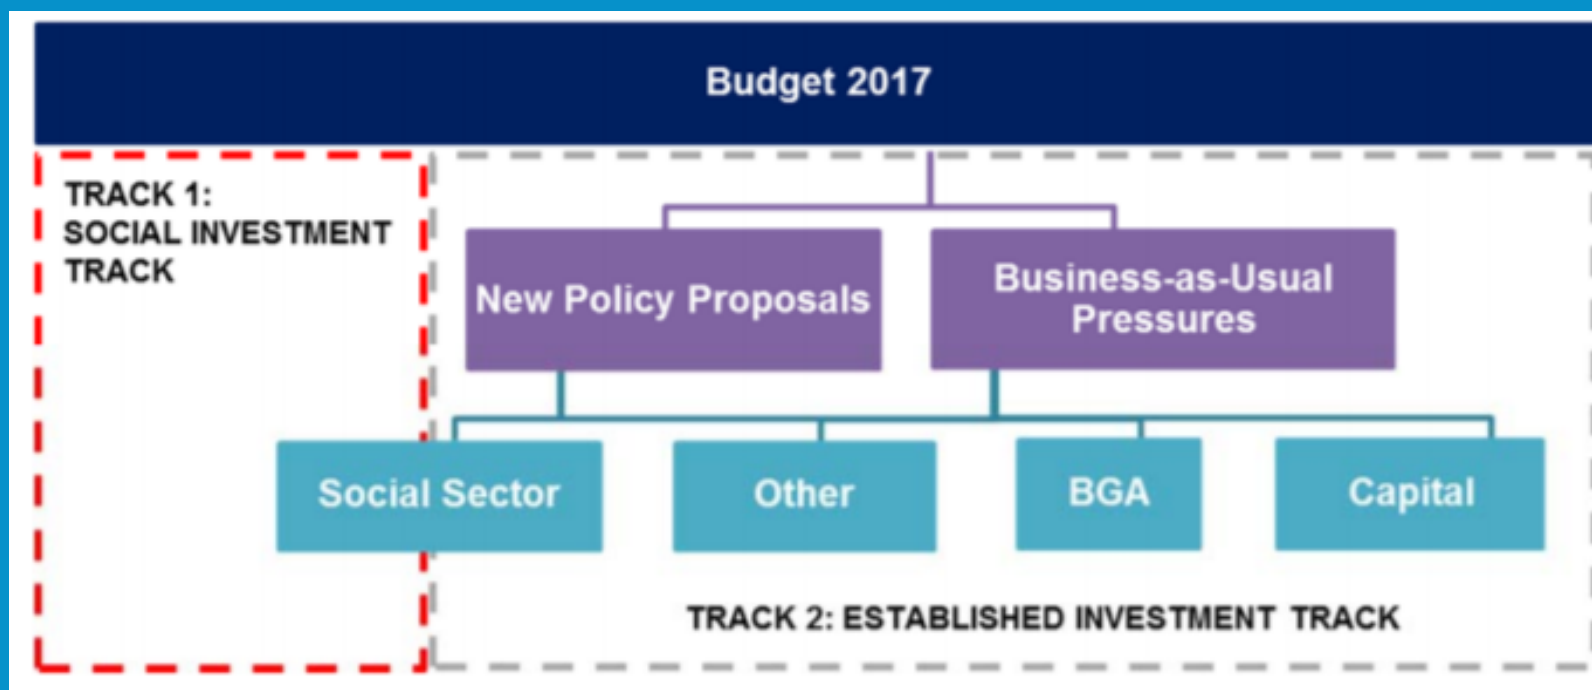 Budget 2017
TRACK 1:
SOCIAL INVESTMENT
TRACK
New Policy Proposals
Business-as-Usual
Pressures
Social Sector
Other
BGA
Capital
TRACK 2: ESTABLISHED INVESTMENT TRACK